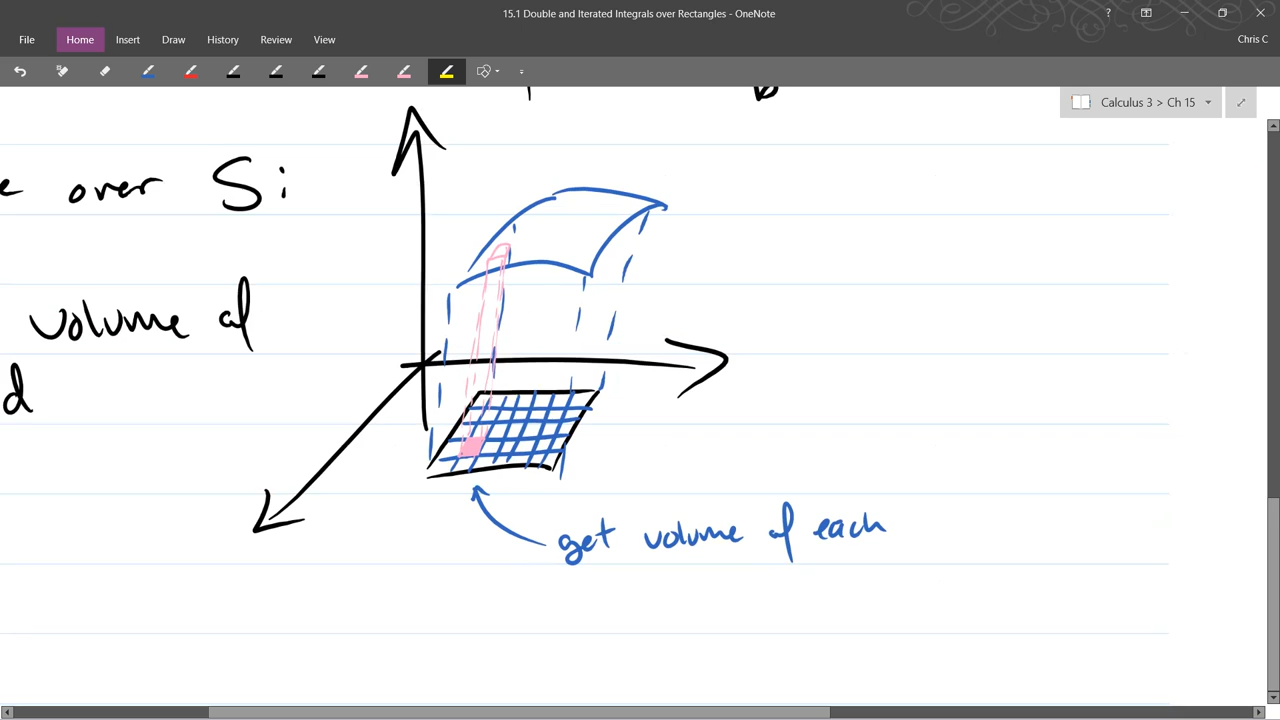 15.1 Double and Iterated Integrals over Rectangles - OneNote
File Home Insert Draw History Review View
Chris C
Calculus 3 > Ch 15
over Si
volume of
d
get volume of each